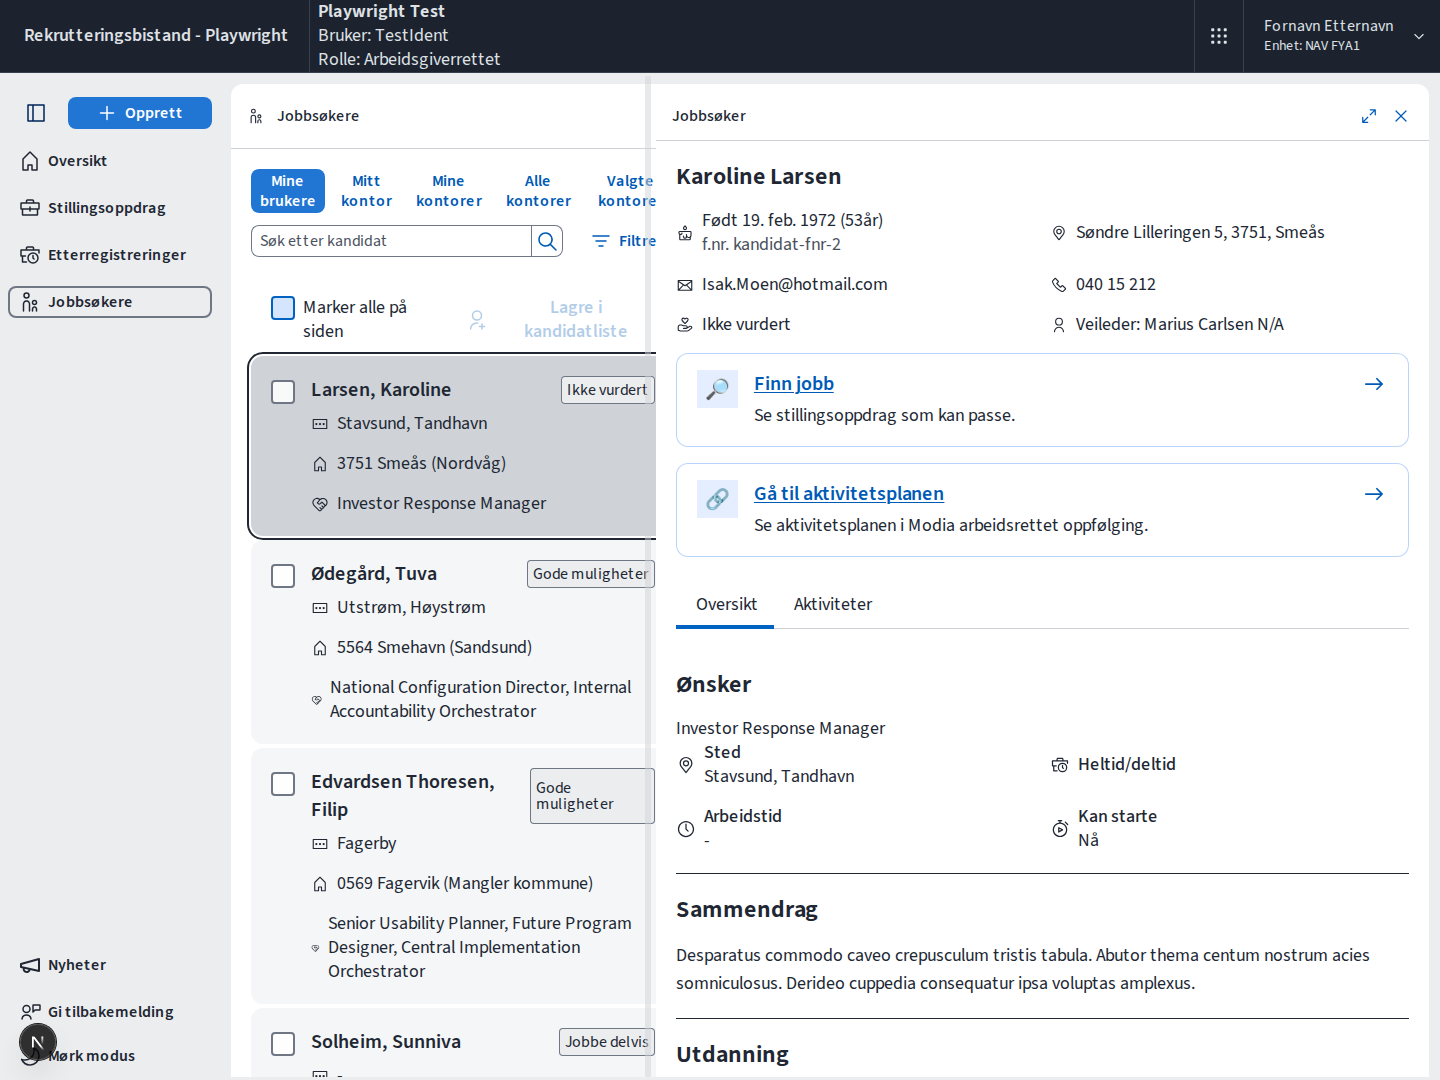 Rekrutteringsbistand - Playwright
Playwright Test
Bruker: TestIdent
Rolle: Arbeidsgiverrettet
Fornavn Etternavn
Enhet: NAV FYA1
Opprett
Oversikt
Stillingsoppdrag
Etterregistreringer
Jobbsøkere
Nyheter
Gi tilbakemelding
Mørk modus
N
Jobbsøkere
Mine brukere
Mitt kontor
Mine kontorer
Alle kontorer
Valgte kontore
Søk etter kandidat
Filtre
Marker alle på
siden
Lagre i
kandidatliste
Larsen, Karoline
Ikke vurdert
Stavsund, Tandhavn
3751 Smeås (Nordvåg)
Investor Response Manager
Ødegård, Tuva
Gode muligheter
Utstrøm, Høystrøm
5564 Smehavn (Sandsund)
National Configuration Director, Internal
Accountability Orchestrator
Edvardsen Thoresen,
Filip
Gode
muligheter
Fagerby
0569 Fagervik (Mangler kommune)
Senior Usability Planner, Future Program
Designer, Central Implementation
Orchestrator
Solheim, Sunniva
Jobbe delvis
-
Jobbsøker
Karoline Larsen
Født 19. feb. 1972 (53år)
f.nr. kandidat-fnr-2
Søndre Lilleringen 5, 3751, Smeås
Isak.Moen@hotmail.com
040 15 212
Ikke vurdert
Veileder: Marius Carlsen N/A
Finn jobb
Se stillingsoppdrag som kan passe.
Gå til aktivitetsplanen
Se aktivitetsplanen i Modia arbeidsrettet oppfølging.
Oversikt
Aktiviteter
Ønsker
Investor Response Manager
Sted
Stavsund, Tandhavn
Heltid/deltid
Arbeidstid
-
Kan starte
Nå
Sammendrag
Desparatus commodo caveo crepusculum tristis tabula. Abutor thema centum nostrum acies
somniculosus. Derideo cuppedia consequatur ipsa voluptas amplexus.
Utdanning